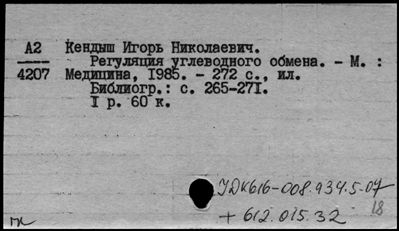 А2 Кендыш Игорь Николаевич.
Регуляция углеводного обмена. – М. :
4207 Медицина, 1985. – 272 с., ил.
Библиогр.: с. 265-271.
1 р. 60 к.
УДК616-008.934.5-07
18
+ 612.015.32
пк